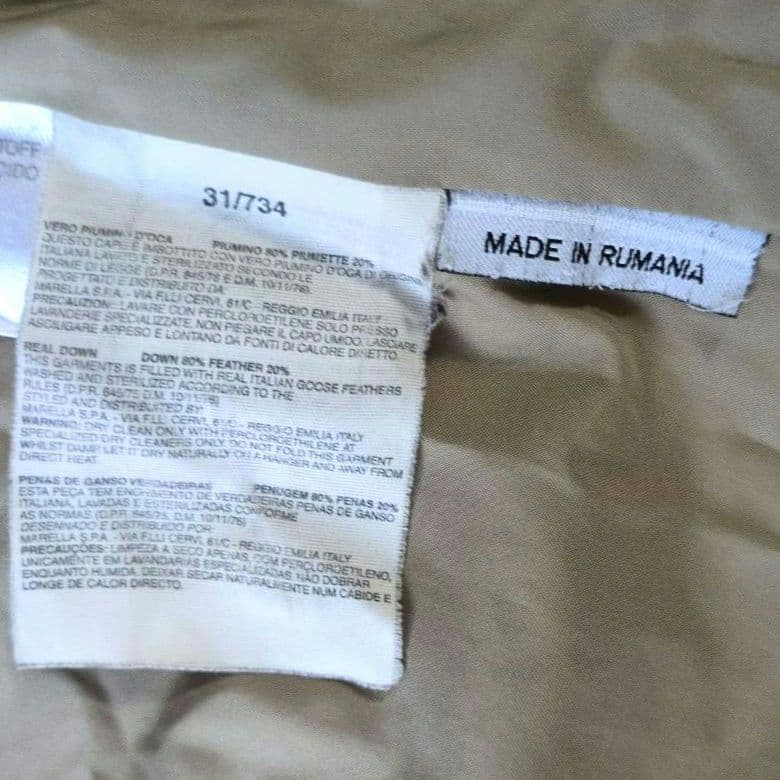 TOFF
CIDO
31/734
MADE IN RUMANIA
VERO PIUMIN D'OCA PIUMINO 80% PIUMETTE 20%
QUESTO CAPE È IMBOTTITO CON VERO PIUMINO D'OCA DI
ITALIANA LAVATO E STERILIZZATO SECONDO LE
NORME DI LEGGE (D.P.R. 845/75 E D.M. 10/11/76).
PRODOTTO E DISTRIBUITO DA
MARELLA S.P.A. - VIA F.LLI CERVI, 61/C - REGGIO EMILIA ITALY
PRECAUZIONI: LAVARE CON PERCLOROETILENE SOLO PRESSO
LAVANDERIE SPECIALIZZATE. NON PIEGARE IL CAPO UMIDO. LASCIARE
ASCIUGARE APPESO E LONTANO DA FONTI DI CALORE DIRETTO.
REAL DOWN DOWN 80% FEATHER 20%
THIS GARMENTS IS FILLED WITH REAL ITALIAN GOOSE FEATHERS
WASHED AND STERILIZED ACCORDING TO THE
RULES (D.P.R. 845/75 D.M. 10/11/76)
STYLED AND DISTRIBUTED BY
MARELLA S.P.A. - VIA F.LLI CERVI, 61/C - REGGIO EMILIA ITALY
WARNING: DRY CLEAN ONLY WITH PERCLOROETHILENE AT
SPECIALIZED DRY CLEANERS ONLY DO NOT FOLD THIS GARMENT
WHILST DAMP LET IT DRY NATURALLY ON A HANGER AND AWAY FROM
DIRECT HEAT
PENAS DE GANSO VERDADEIRAS PENUGEM 80% PENAS 20%
ESTA PEÇA TEM ENCHIMENTO DE VERDADEIRAS PENAS DE GANSO
ITALIANA, LAVADAS E ESTERILIZADAS CONFORME
AS NORMAS (D.P.R. 845/75 D.M. 10/11/76)
DESENHADO E DISTRIBUIDO POR:
MARELLA S.P.A. - VIA F.LLI CERVI, 61/C - REGGIO EMILIA ITALY
PRECAUÇÕES: LIMPEZA A SECO APENAS COM PERCLOROETILENO,
UNICAMENTE EM LAVANDARIAS ESPECIALIZADAS. NÃO DOBRAR
ENQUANTO HUMIDA. DEIXAR SECAR NATURALMENTE NUM CABIDE E
LONGE DE CALOR DIRECTO.